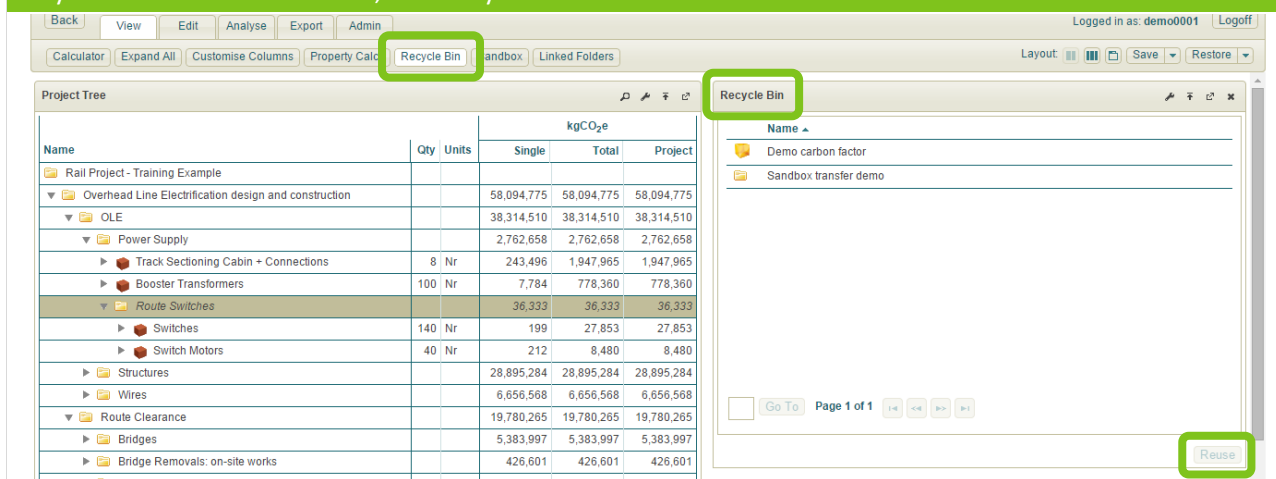 Back View Edit Analyse Export Admin Logged in as: demo0001 Logoff
Calculator Expand All Customise Columns Property Calcs Recycle Bin Sandbox Linked Folders Layout: Save Restore
Project Tree
kgCO₂e
Name Qty Units Single Total Project
Rail Project - Training Example
Overhead Line Electrification design and construction 58,094,775 58,094,775 58,094,775
OLE 38,314,510 38,314,510 38,314,510
Power Supply 2,762,658 2,762,658 2,762,658
Track Sectioning Cabin + Connections 8 Nr 243,496 1,947,965 1,947,965
Booster Transformers 100 Nr 7,784 778,360 778,360
Route Switches 36,333 36,333 36,333
Switches 140 Nr 199 27,853 27,853
Switch Motors 40 Nr 212 8,480 8,480
Structures 28,895,284 28,895,284 28,895,284
Wires 6,656,568 6,656,568 6,656,568
Route Clearance 19,780,265 19,780,265 19,780,265
Bridges 5,383,997 5,383,997 5,383,997
Bridge Removals: on-site works 426,601 426,601 426,601
Recycle Bin
Name
Demo carbon factor
Sandbox transfer demo
Go To Page 1 of 1
Reuse